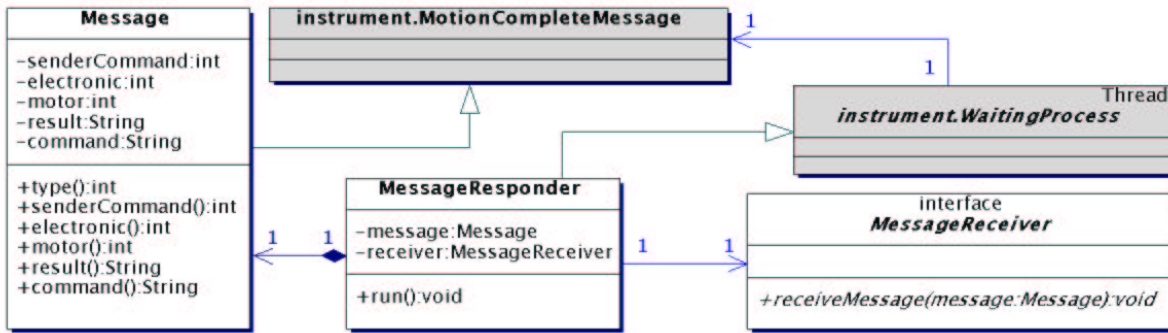 Message
-senderCommand:int
-electronic:int
-motor:int
-result:String
-command:String
+type():int
+senderCommand():int
+electronic():int
+motor():int
+result():String
+command():String
instrument.MotionCompleteMessage
1
1
Thread
instrument.WaitingProcess
MessageResponder
-message:Message
-receiver:MessageReceiver
+run():void
1
1
1
1
interface
MessageReceiver
+receiveMessage(message:Message):void